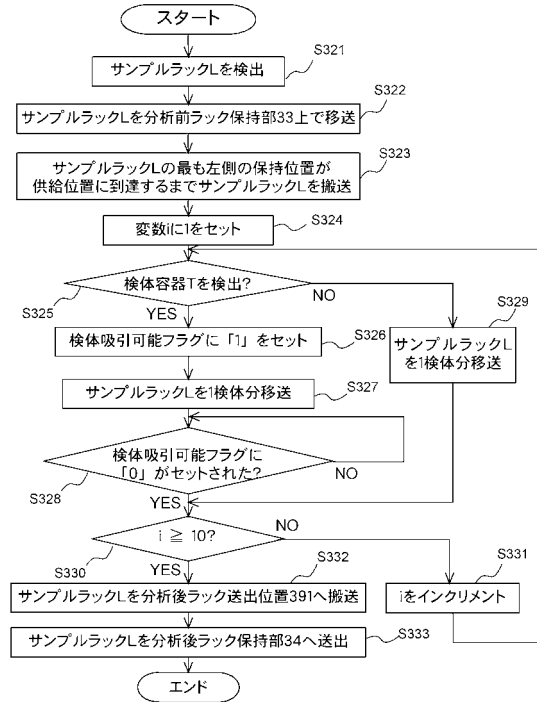 スタート
S321
サンプルラックLを検出
S322
サンプルラックLを分析前ラック保持部33上で移送
S323
サンプルラックLの最も左側の保持位置が
供給位置に到達するまでサンプルラックLを搬送
S324
変数iに1をセット
検体容器Tを検出?
S325
YES
NO
S326
検体吸引可能フラグに「1」をセット
S329
サンプルラックL
を1検体分移送
S327
サンプルラックLを1検体分移送
検体吸引可能フラグに
「0」がセットされた?
S328
NO
YES
i ≧ 10?
S330
NO
YES
S332
サンプルラックLを分析後ラック送出位置391へ搬送
S331
iをインクリメント
S333
サンプルラックLを分析後ラック保持部34へ送出
エンド